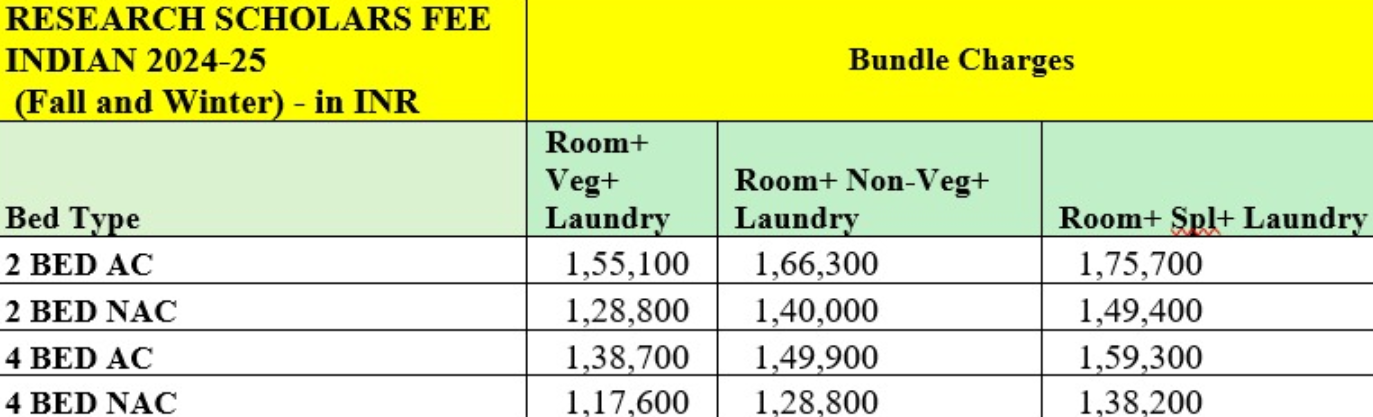 RESEARCH SCHOLARS FEE
INDIAN 2024-25
(Fall and Winter) - in INR
Bundle Charges
Bed Type
Room+
Veg+
Laundry
Room+ Non-Veg+
Laundry
Room+ Spl+ Laundry
2 BED AC 1,55,100 1,66,300 1,75,700
2 BED NAC 1,28,800 1,40,000 1,49,400
4 BED AC 1,38,700 1,49,900 1,59,300
4 BED NAC 1,17,600 1,28,800 1,38,200